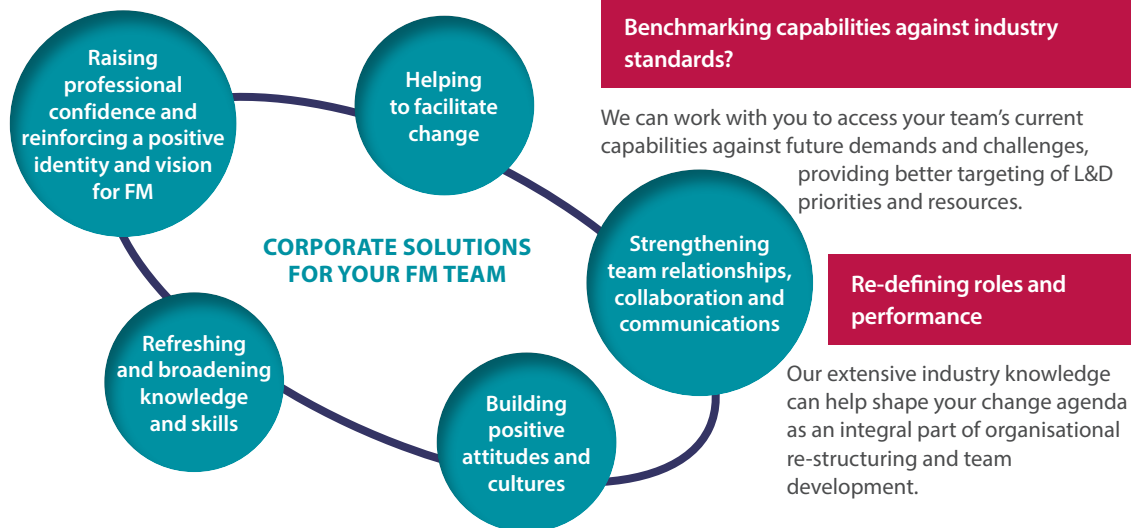 Raising
professional
confidence and
reinforcing a positive
identity and vision
for FM
Helping
to facilitate
change
CORPORATE SOLUTIONS
FOR YOUR FM TEAM
Strengthening
team relationships,
collaboration and
communications
Refreshing
and broadening
knowledge
and skills
Building
positive
attitudes and
cultures
Benchmarking capabilities against industry
standards?
We can work with you to access your team’s current
capabilities against future demands and challenges,
providing better targeting of L&D
priorities and resources.
Re-defining roles and
performance
Our extensive industry knowledge
can help shape your change agenda
as an integral part of organisational
re-structuring and team
development.